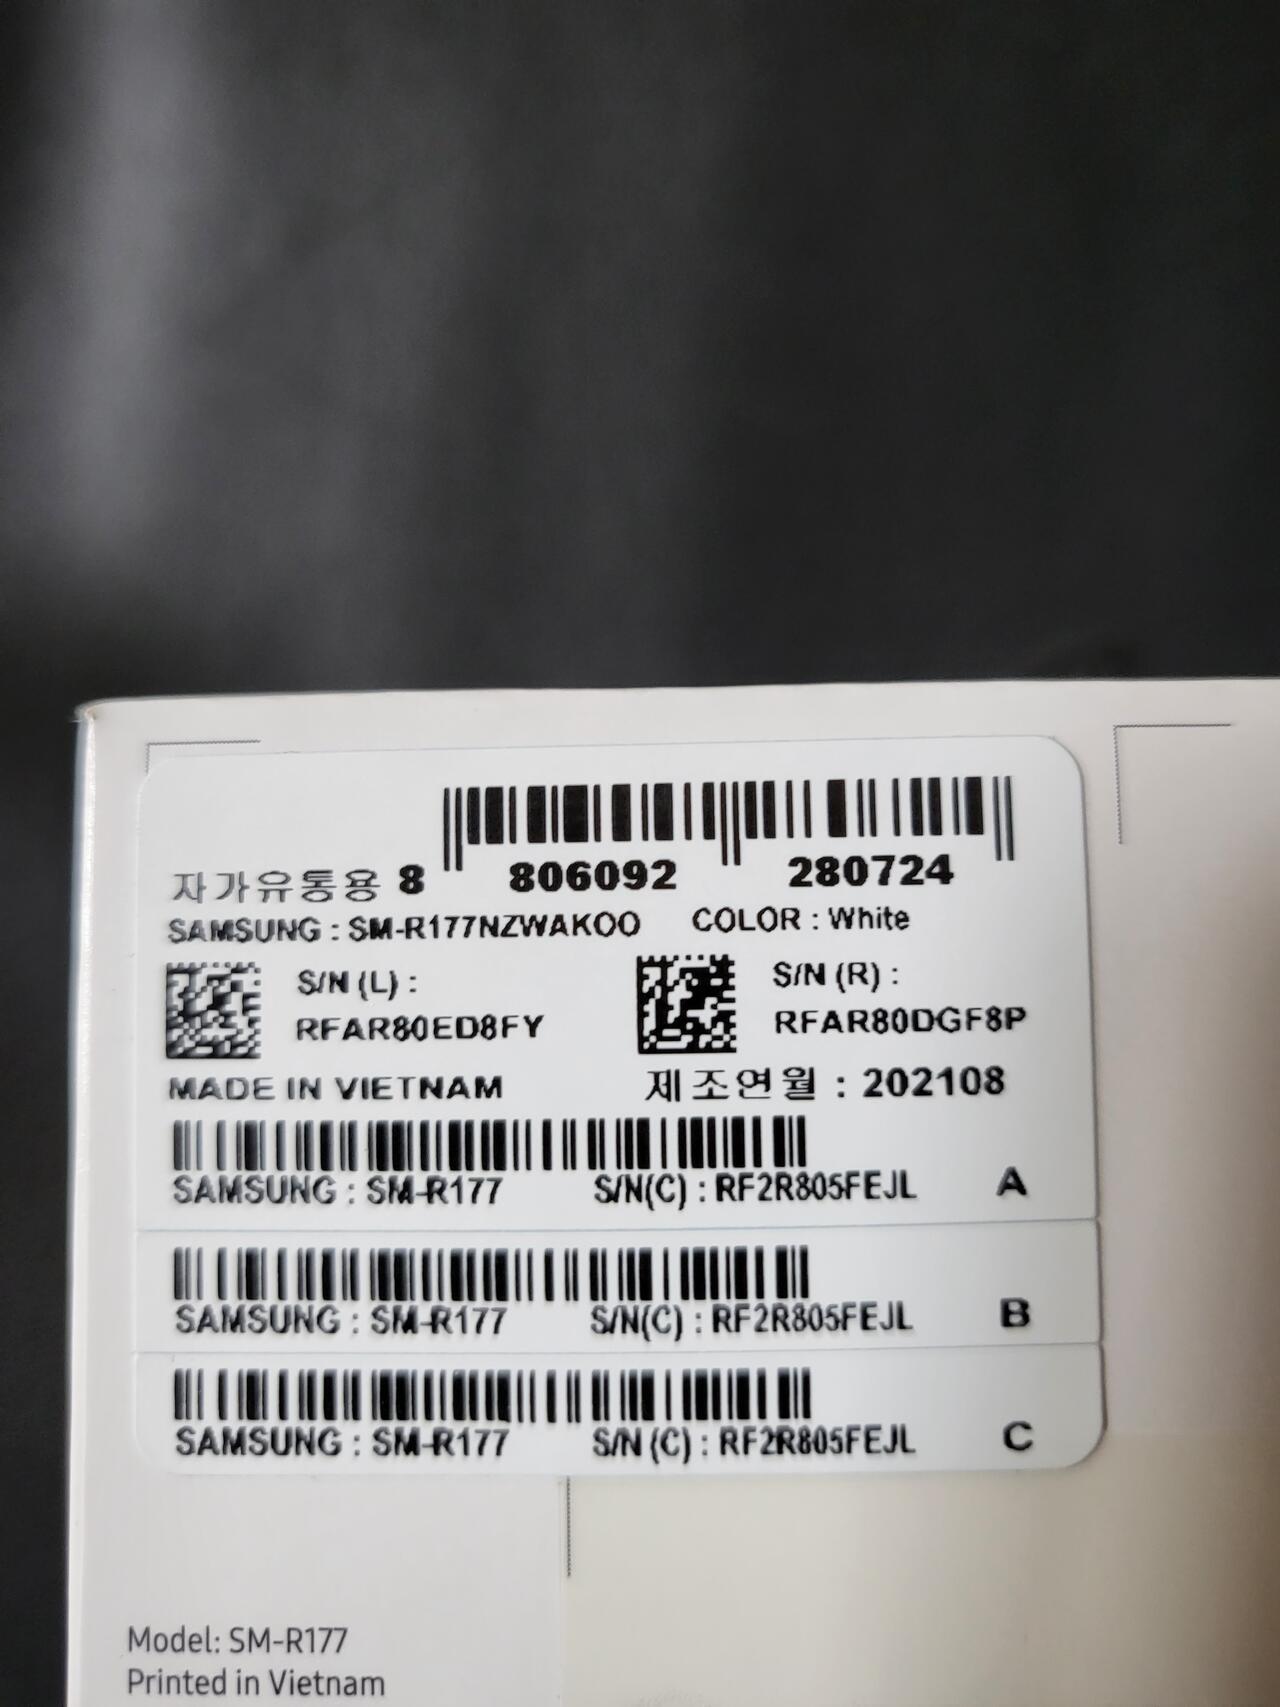 자가유통용 8 806092 280724
SAMSUNG : SM-R177NZWAKOO COLOR : White
S/N (L) : S/N (R) :
RFAR80ED8FY RFAR80DGF8P
MADE IN VIETNAM 제조연월 : 202108
SAMSUNG : SM-R177 S/N(C) : RF2R805FEJL A
SAMSUNG : SM-R177 S/N(C) : RF2R805FEJL B
SAMSUNG : SM-R177 S/N (C) : RF2R805FEJL C
Model: SM-R177
Printed in Vietnam